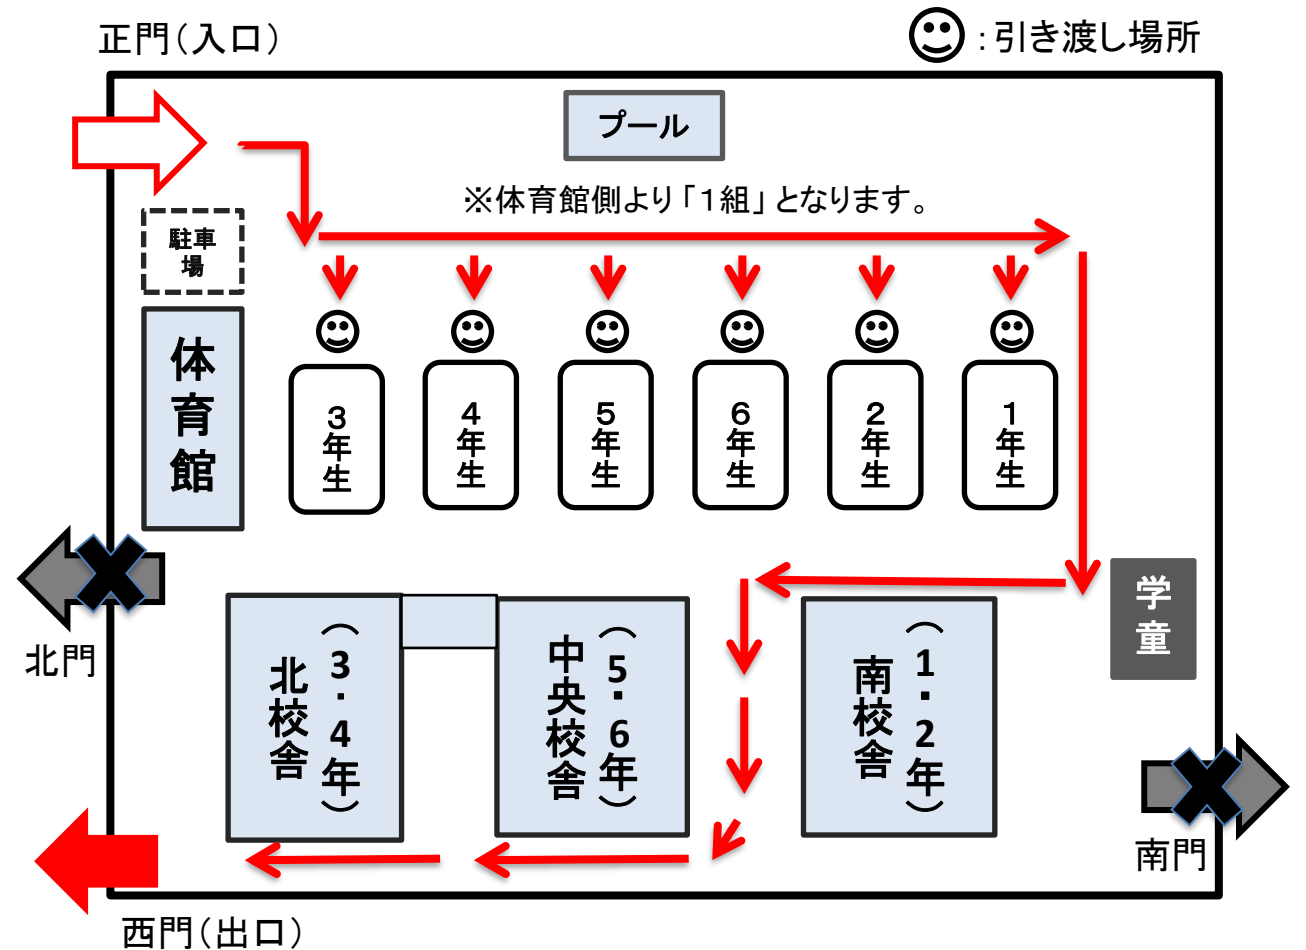 正門（入口）
：引き渡し場所
プール
※体育館側より「１組」となります。
駐車
場
体育館
３年生
４年生
５年生
６年生
２年生
１年生
北門
学童
北校舎
（３・４年）
中央校舎
（５・６年）
南校舎
（１・２年）
南門
西門（出口）